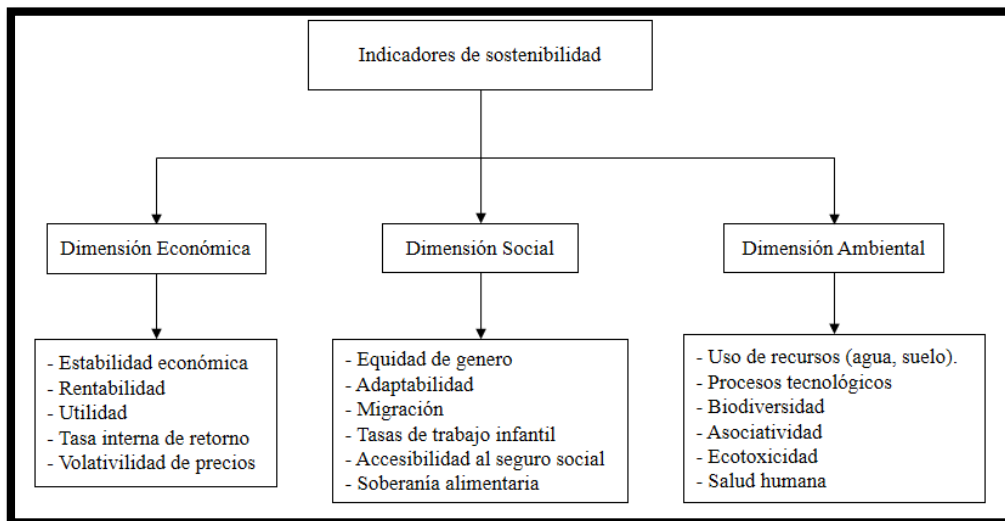 Indicadores de sostenibilidad
Dimensión Económica
Dimensión Social
Dimensión Ambiental
- Estabilidad económica
- Rentabilidad
- Utilidad
- Tasa interna de retorno
- Volativilidad de precios
- Equidad de genero
- Adaptabilidad
- Migración
- Tasas de trabajo infantil
- Accesibilidad al seguro social
- Soberanía alimentaria
- Uso de recursos (agua, suelo).
- Procesos tecnológicos
- Biodiversidad
- Asociatividad
- Ecotoxicidad
- Salud humana